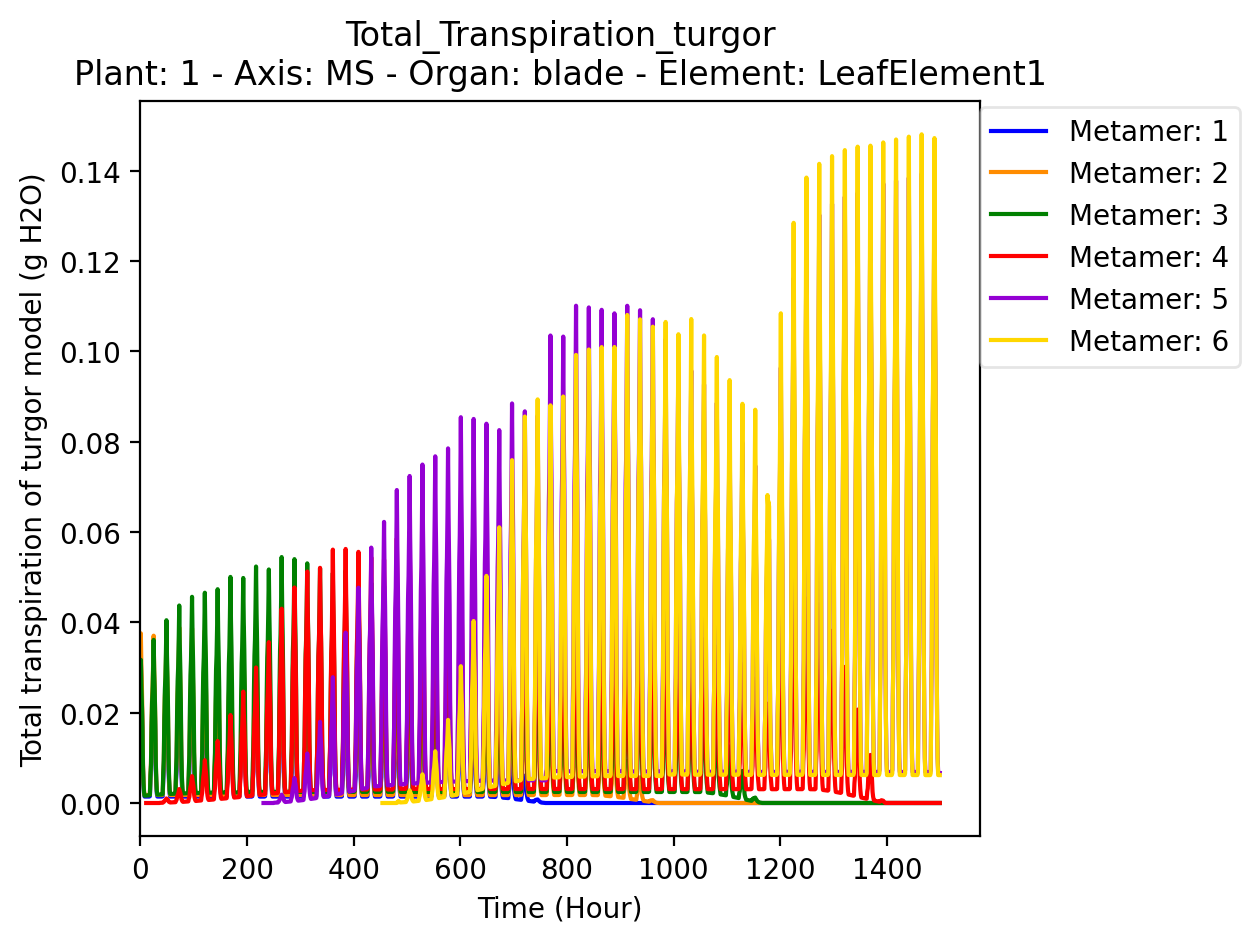 Total_Transpiration_turgor
Plant: 1 - Axis: MS - Organ: blade - Element: LeafElement1
Total transpiration of turgor model (g H2O)
0.14
0.12
0.10
0.08
0.06
0.04
0.02
0.00
0 200 400 600 800 1000 1200 1400
Time (Hour)
Metamer: 1
Metamer: 2
Metamer: 3
Metamer: 4
Metamer: 5
Metamer: 6